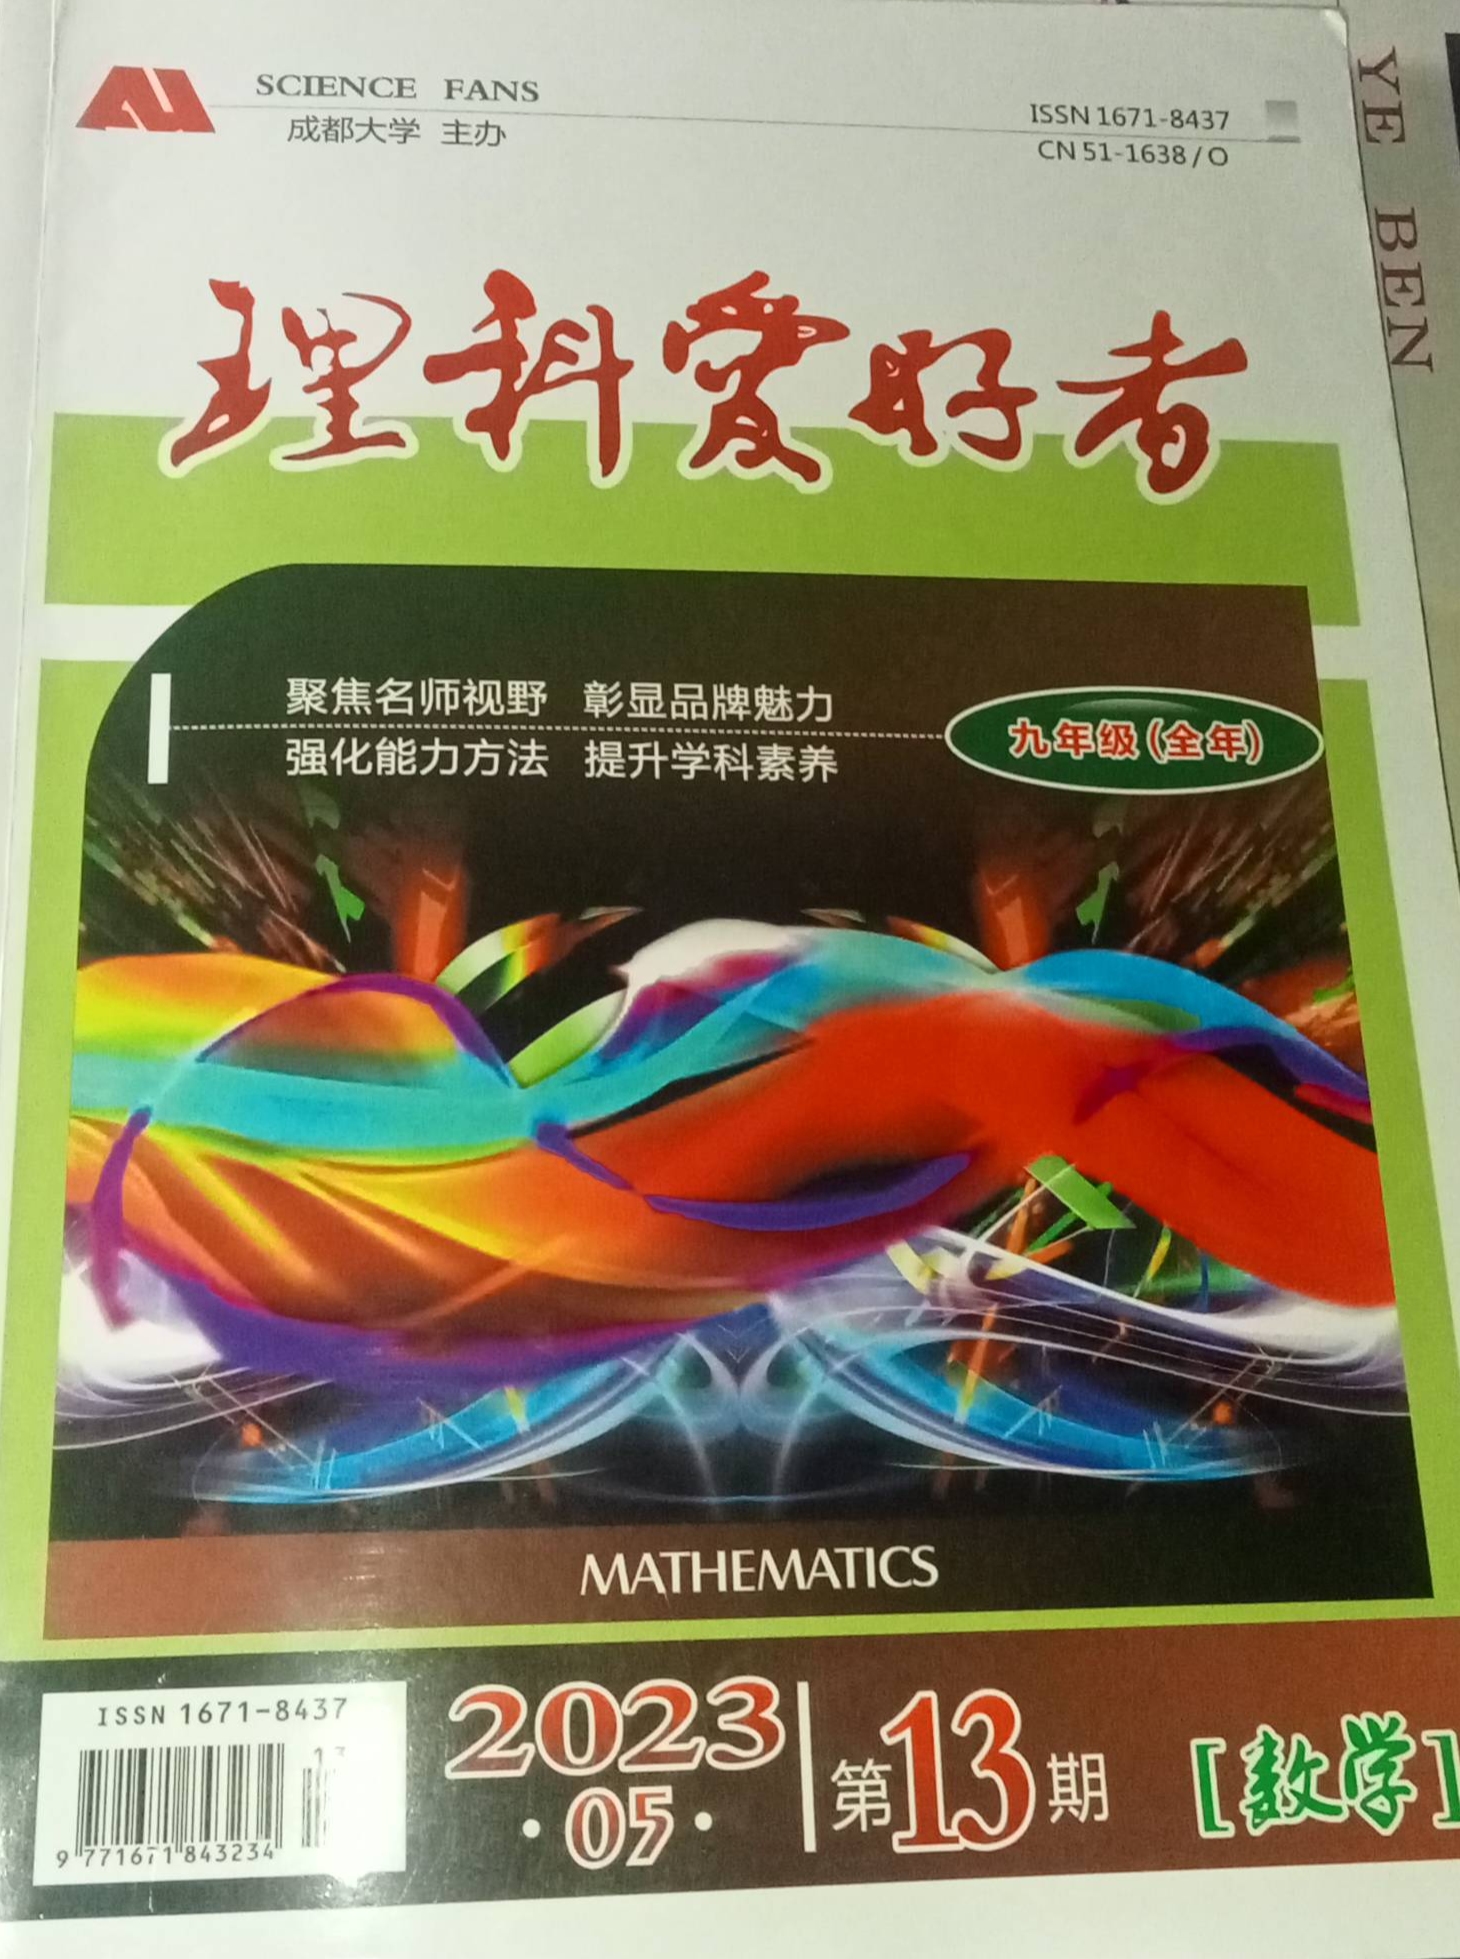 SCIENCE FANS
成都大学 主办
ISSN 1671-8437
CN 51-1638/O
YE BEN
理科爱好者
聚焦名师视野 彰显品牌魅力
强化能力方法 提升学科素养
九年级(全年)
MATHEMATICS
ISSN 1671-8437
13
9 771671 843234
2023
·05·
第13期
[数学]